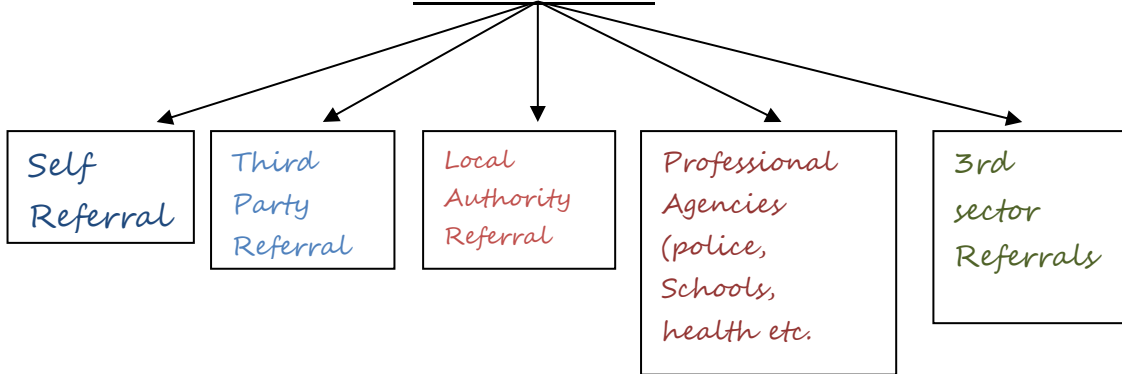 Self
Referral
Third
Party
Referral
Local
Authority
Referral
Professional
Agencies
(police,
Schools,
health etc.
3rd
sector
Referrals